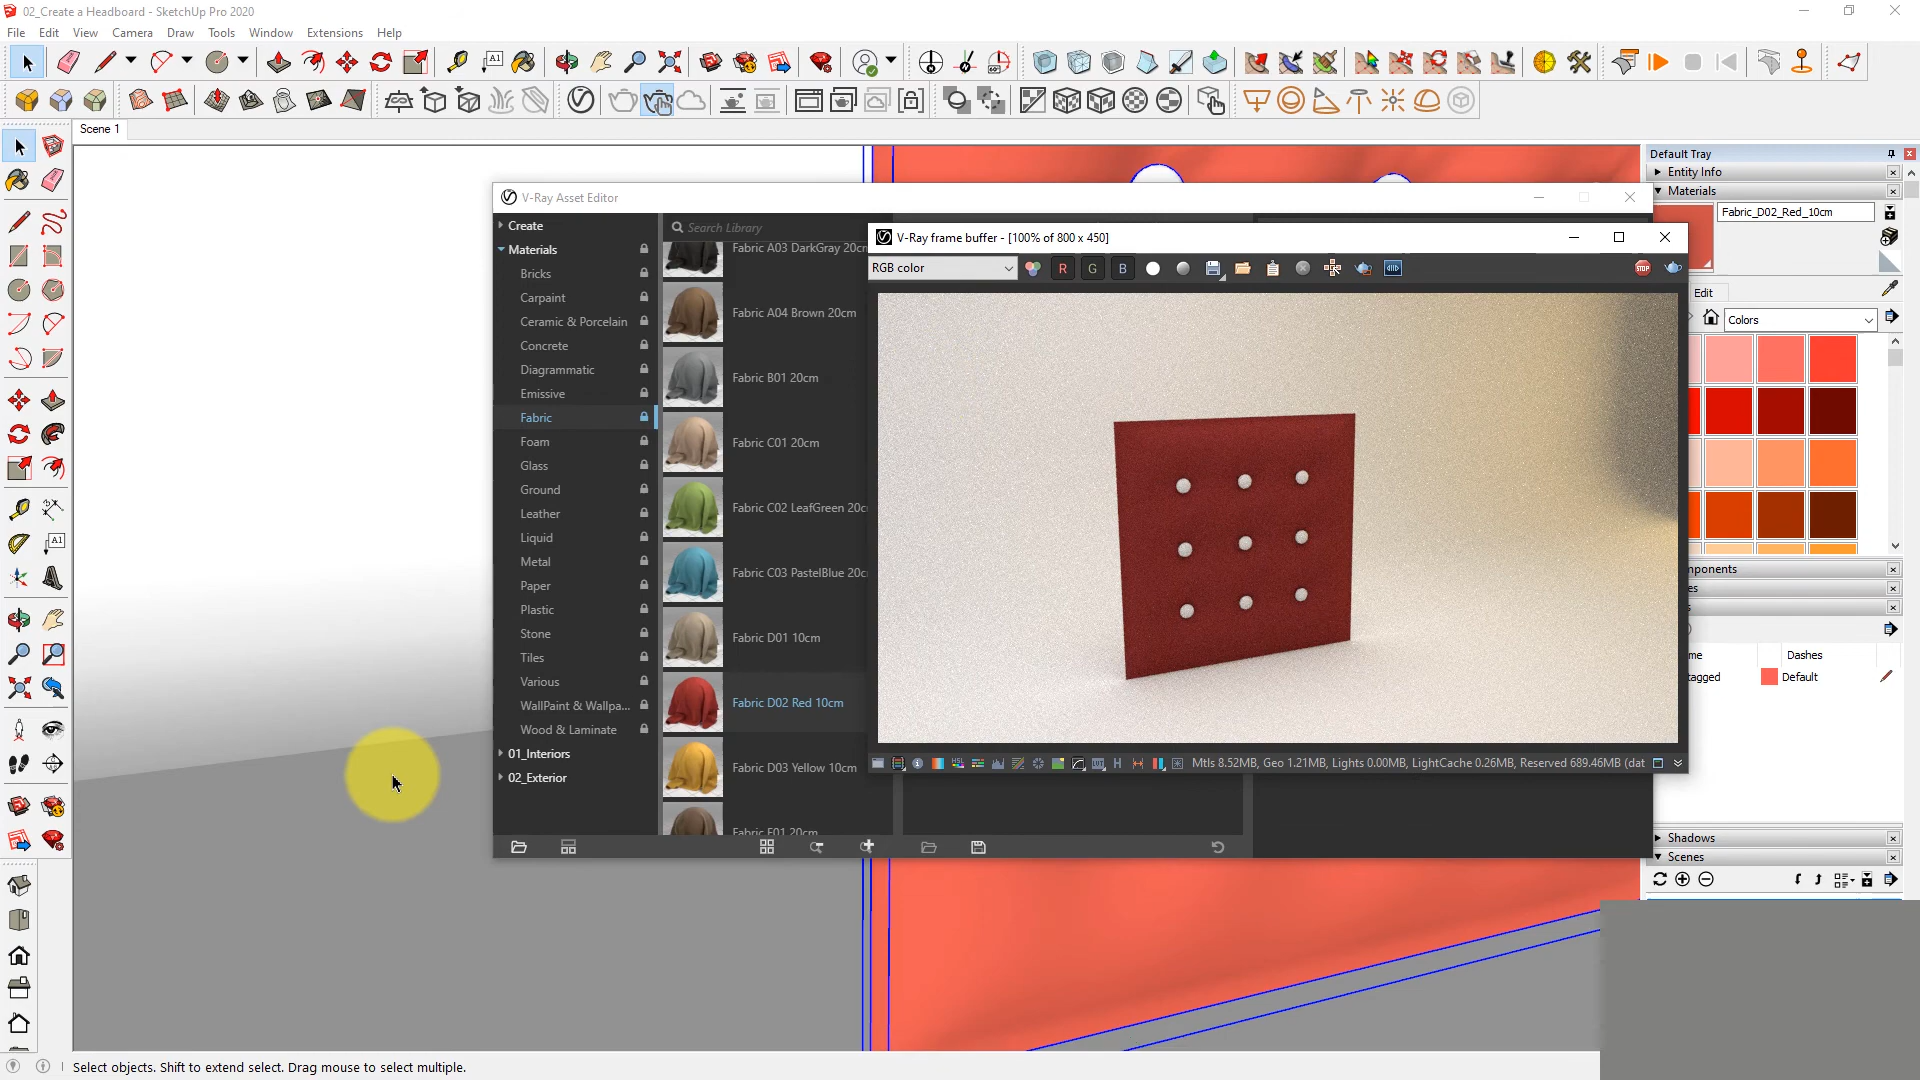 02_Create a Headboard - SketchUp Pro 2020
File Edit View Camera Draw Tools Window Extensions Help
Scene 1
Default Tray
Entity Info
Materials
Fabric_D02_Red_10cm
Edit
Colors
mponents
es
s
me Dashes
tagged Default
Shadows
Scenes
V-Ray Asset Editor
Create
Materials
Bricks
Carpaint
Ceramic & Porcelain
Concrete
Diagrammatic
Emissive
Fabric
Foam
Glass
Ground
Leather
Liquid
Metal
Paper
Plastic
Stone
Tiles
Various
WallPaint & Wallpa...
Wood & Laminate
01_Interiors
02_Exterior
Search Library
Fabric A03 DarkGray 20c
Fabric A04 Brown 20cm
Fabric B01 20cm
Fabric C01 20cm
Fabric C02 LeafGreen 20c
Fabric C03 PastelBlue 20c
Fabric D01 10cm
Fabric D02 Red 10cm
Fabric D03 Yellow 10cm
Fabric E01 20cm
V-Ray frame buffer - [100% of 800 x 450]
RGB color
R G B
STOP
Mtls 8.52MB, Geo 1.21MB, Lights 0.00MB, LightCache 0.26MB, Reserved 689.46MB (dat
Select objects. Shift to extend select. Drag mouse to select multiple.